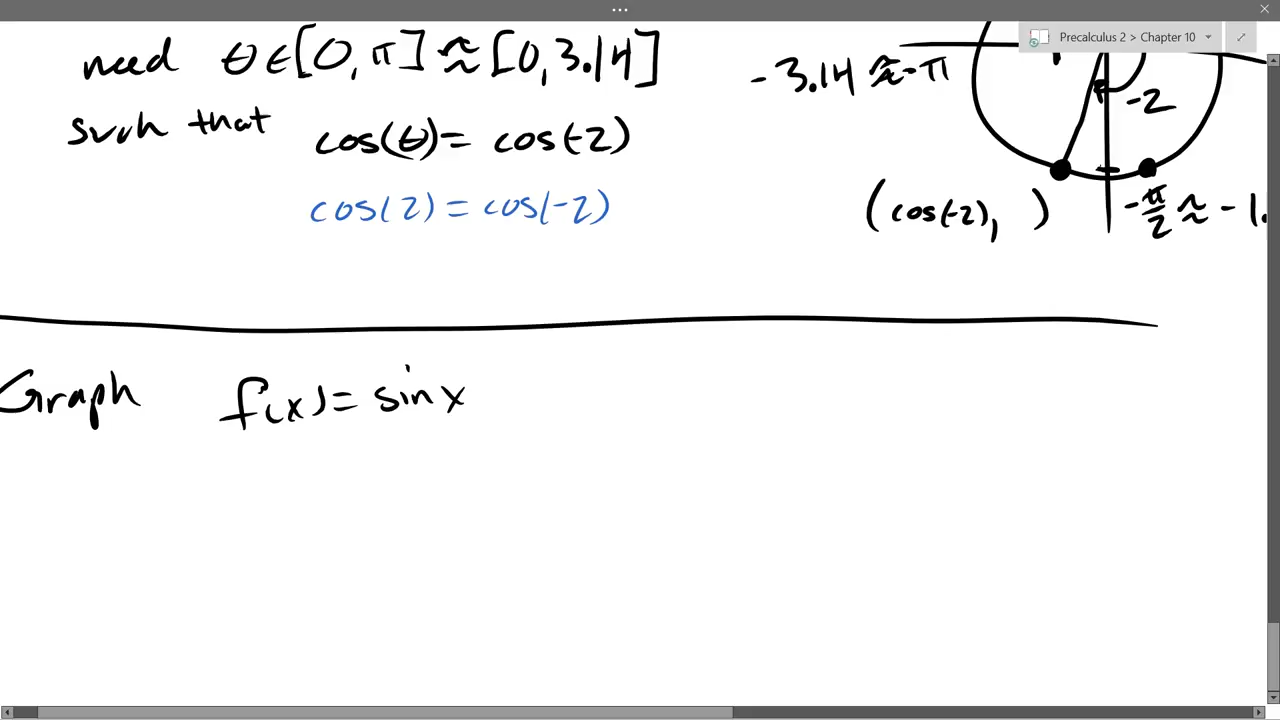 Precalculus 2 > Chapter 10
need θ∈[0,π]≈[0,3.14]
-3.14≈-π
-2
such that cos(θ)= cos(-2)
cos(2)=cos(-2)
(cos(-2), )
-π/2≈-1.
Graph f(x)=sinx